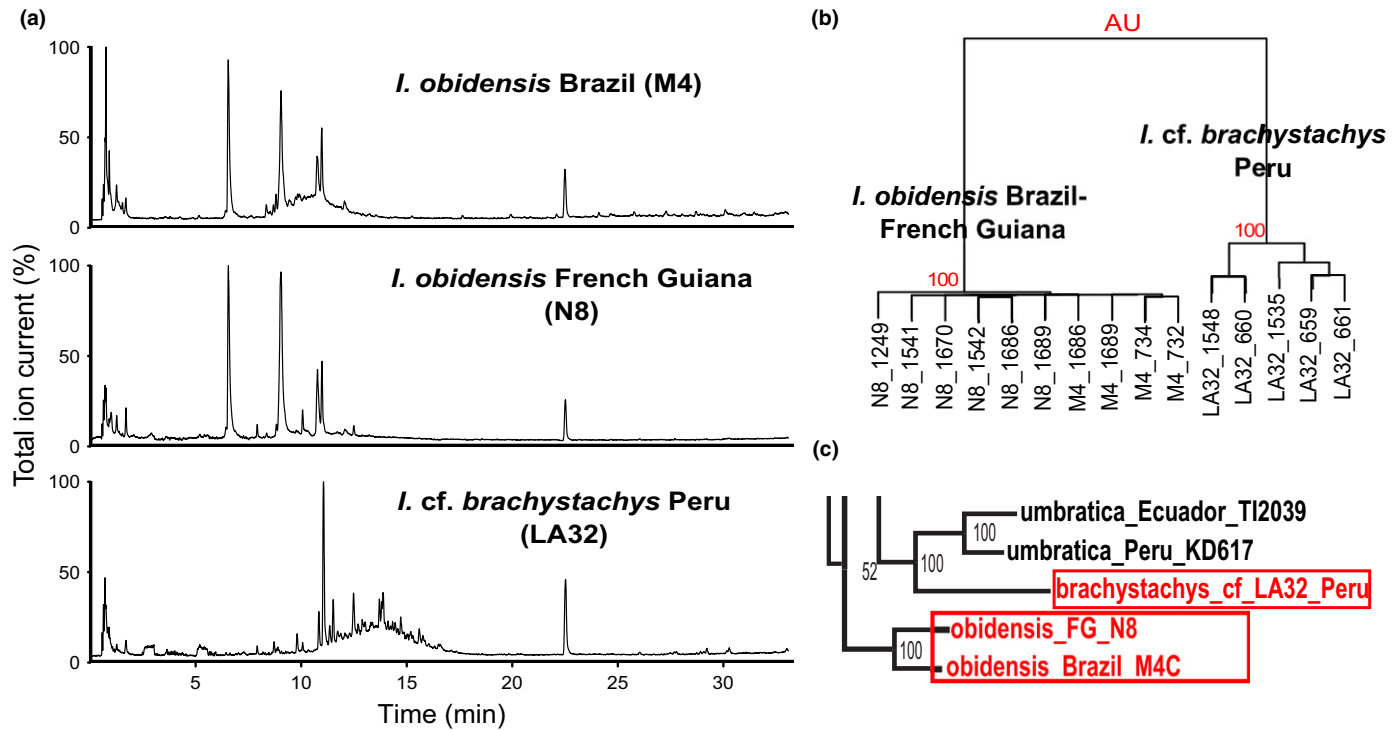 (a)
Total ion current (%)
100
50
0
I. obidensis Brazil (M4)
100
50
0
I. obidensis French Guiana
(N8)
100
50
0
I. cf. brachystachys Peru
(LA32)
5
10
15
20
25
30
Time (min)
(b)
AU
I. cf. brachystachys
Peru
I. obidensis Brazil-
French Guiana
100
100
N8_1249
N8_1541
N8_1670
N8_1542
N8_1686
N8_1689
M4_1686
M4_1689
M4_734
M4_732
LA32_1548
LA32_660
LA32_1535
LA32_659
LA32_661
(c)
umbratica_Ecuador_TI2039
100
umbratica_Peru_KD617
52
100
brachystachys_cf_LA32_Peru
obidensis_FG_N8
100
obidensis_Brazil_M4C